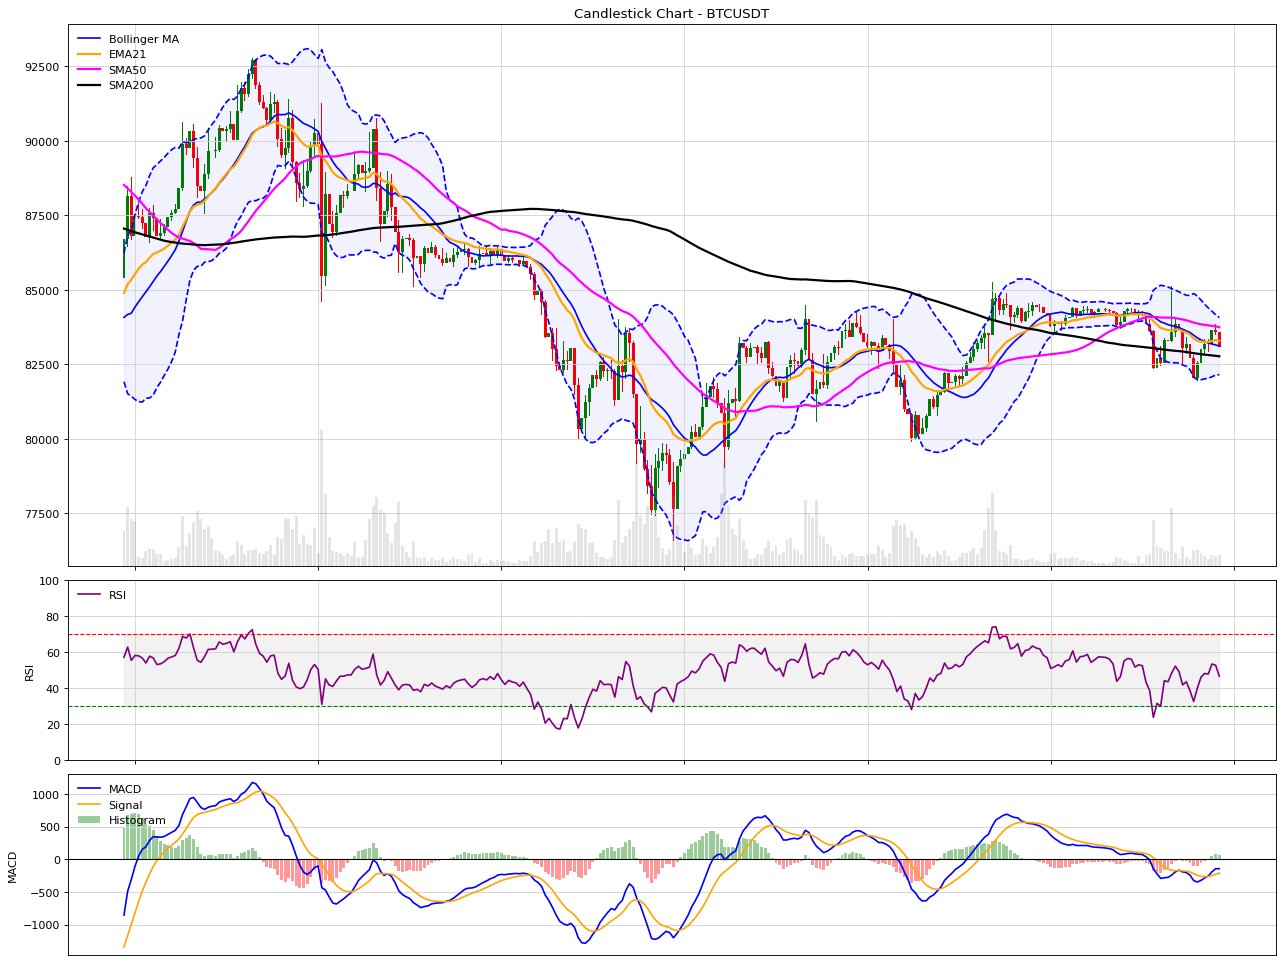 Candlestick Chart - BTCUSDT
Bollinger MA
EMA21
SMA50
SMA200
92500
90000
87500
85000
82500
80000
77500
RSI
100
80
60
40
20
0
RSI
MACD
Signal
Histogram
1000
500
0
−500
−1000
MACD